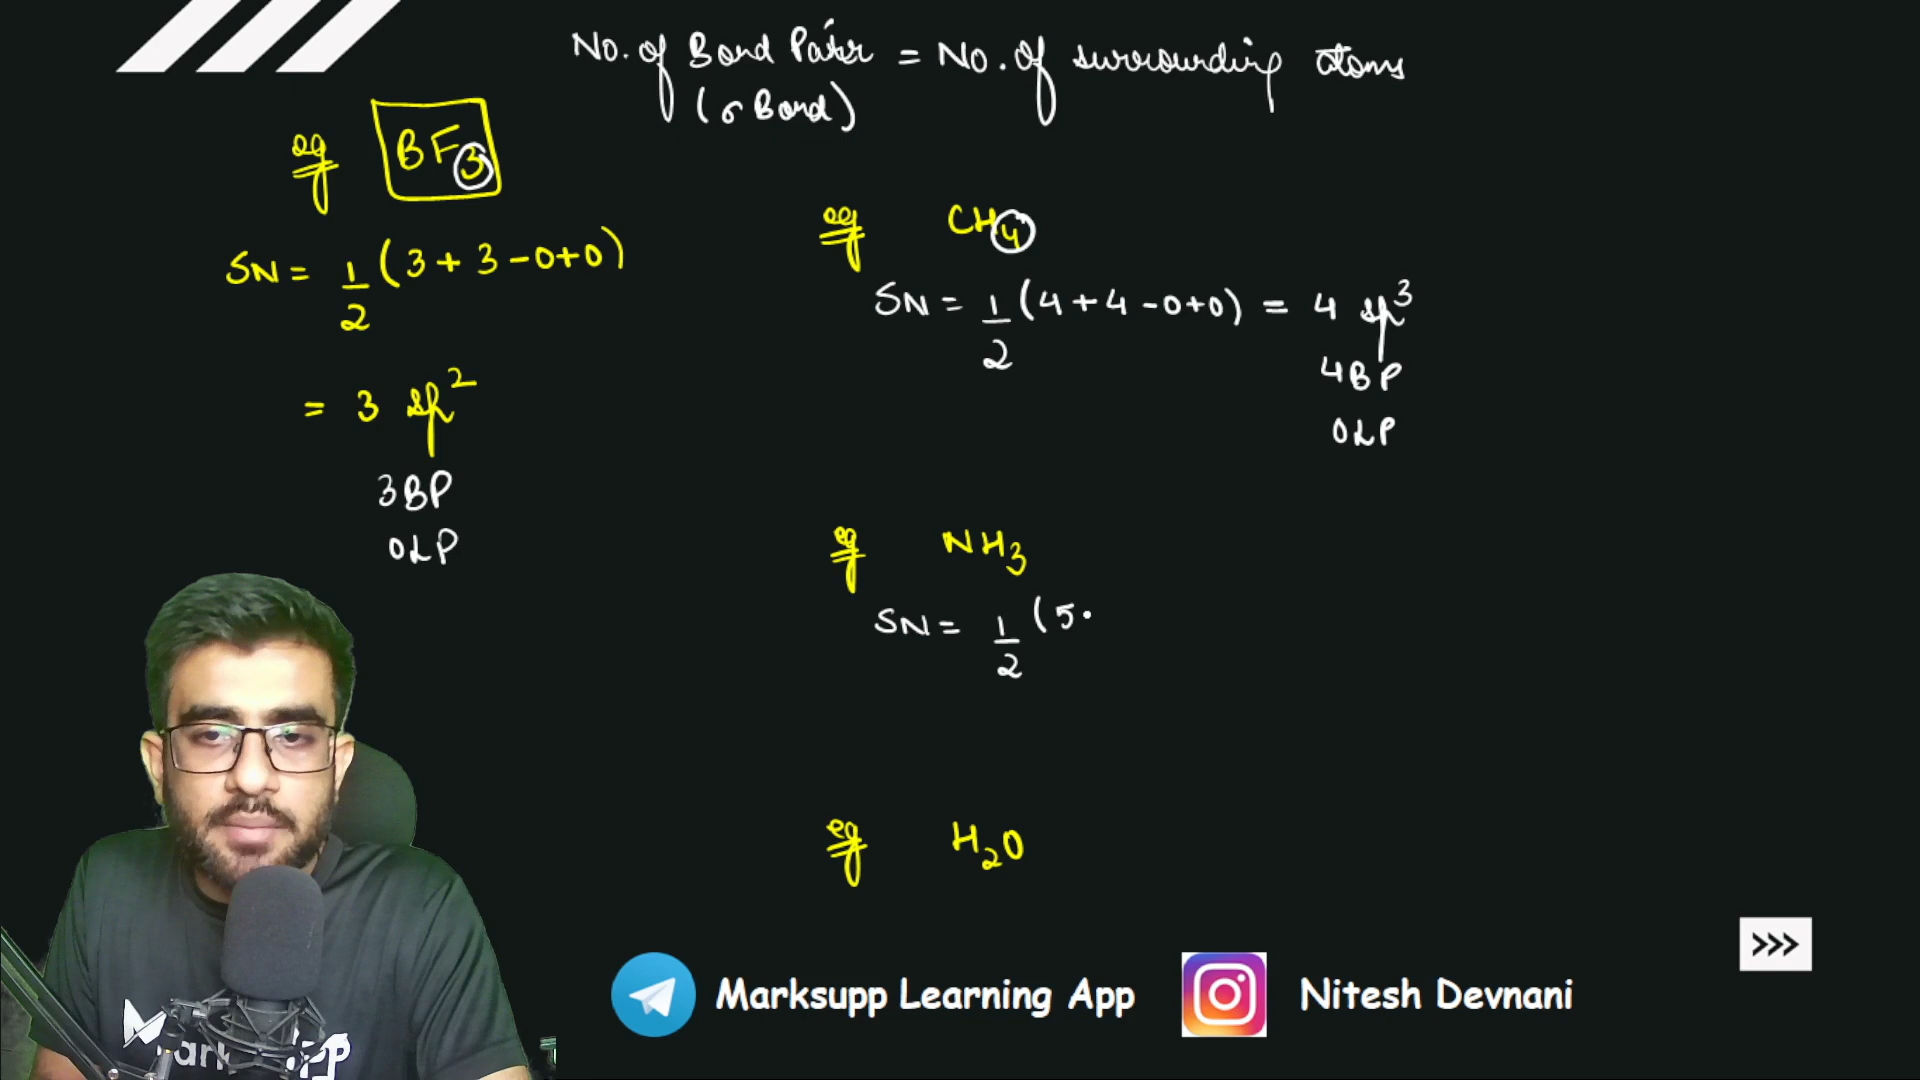 No. of Bond Pairs = No. of surrounding atoms
(σ Bond)
eg BF3
SN = 1/2 (3 + 3 - 0 + 0)
= 3 sp²
3BP
0LP
eg CH4
SN = 1/2 (4 + 4 - 0 + 0) = 4 sp³
4BP
0LP
eg NH3
SN = 1/2 (5
eg H2O
>>>
Marksupp Learning App
Nitesh Devnani